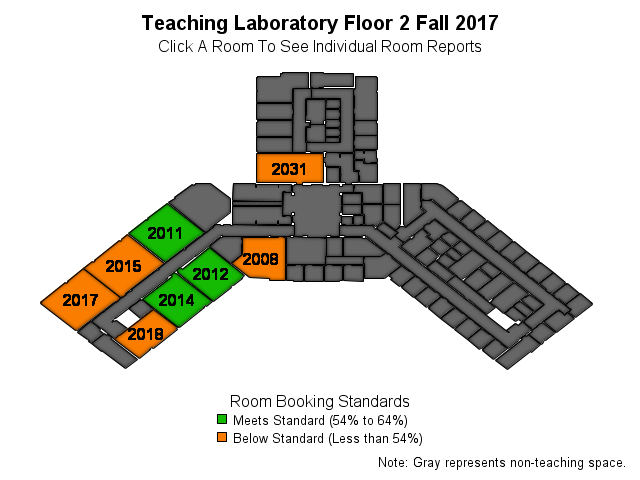 Teaching Laboratory Floor 2 Fall 2017
Click A Room To See Individual Room Reports
2031
2011
2015
2008
2012
2017
2014
2018
Room Booking Standards
Meets Standard (54% to 64%)
Below Standard (Less than 54%)
Note: Gray represents non-teaching space.